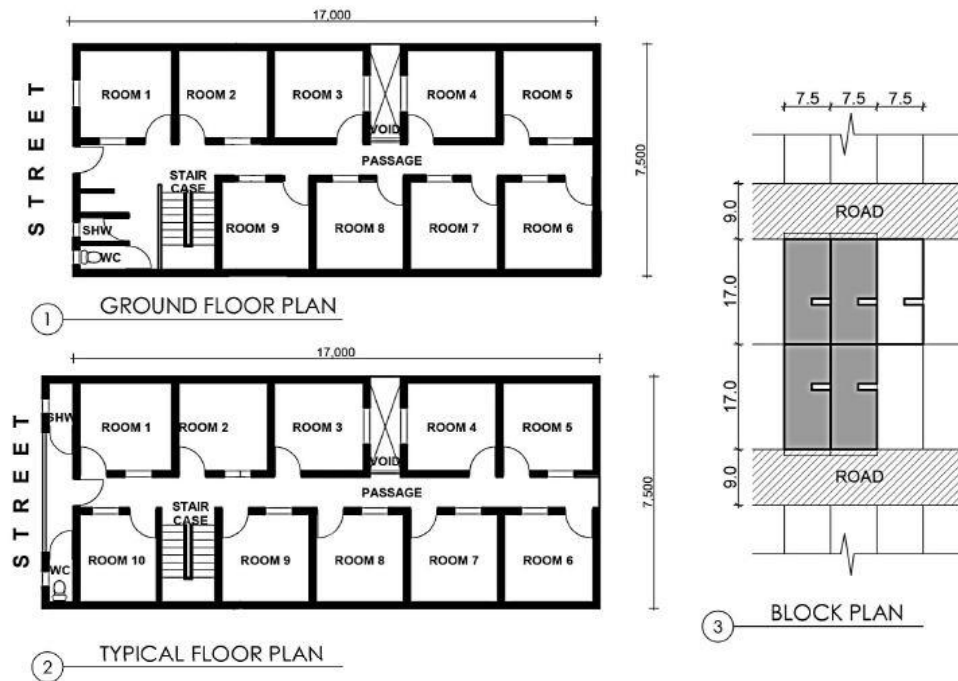 17,000
STREET
ROOM 1
ROOM 2
ROOM 3
ROOM 4
ROOM 5
VOID
PASSAGE
STAIR
CASE
SHW
WC
ROOM 9
ROOM 8
ROOM 7
ROOM 6
7,500
1
GROUND FLOOR PLAN
17,000
STREET
SHW
ROOM 1
ROOM 2
ROOM 3
ROOM 4
ROOM 5
VOID
PASSAGE
STAIR
CASE
WC
ROOM 10
ROOM 9
ROOM 8
ROOM 7
ROOM 6
7,500
2
TYPICAL FLOOR PLAN
7.5 7.5 7.5
9.0
ROAD
17.0
17.0
9.0
ROAD
3
BLOCK PLAN